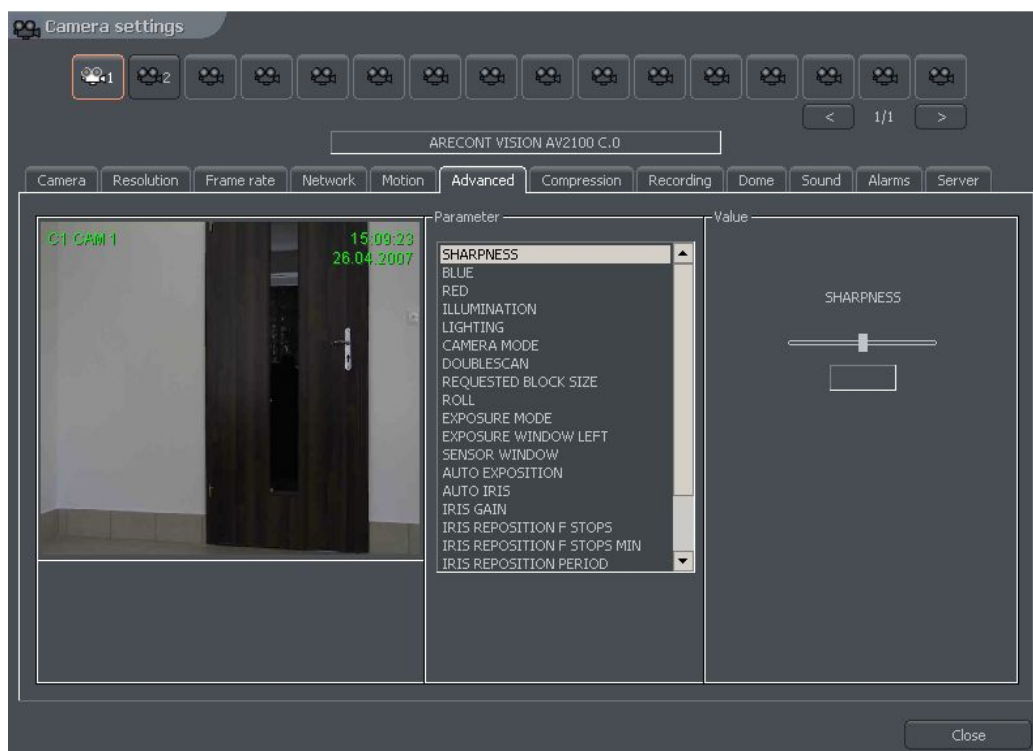 Camera settings
1 2
< 1/1 >
ARECONT VISION AV2100 C.0
Camera Resolution Frame rate Network Motion Advanced Compression Recording Dome Sound Alarms Server
Parameter
Value
C1 CAM 1
15:09:23
26.04.2007
SHARPNESS
BLUE
RED
ILLUMINATION
LIGHTING
CAMERA MODE
DOUBLESCAN
REQUESTED BLOCK SIZE
ROLL
EXPOSURE MODE
EXPOSURE WINDOW LEFT
SENSOR WINDOW
AUTO EXPOSITION
AUTO IRIS
IRIS GAIN
IRIS REPOSITION F STOPS
IRIS REPOSITION F STOPS MIN
IRIS REPOSITION PERIOD
SHARPNESS
Close